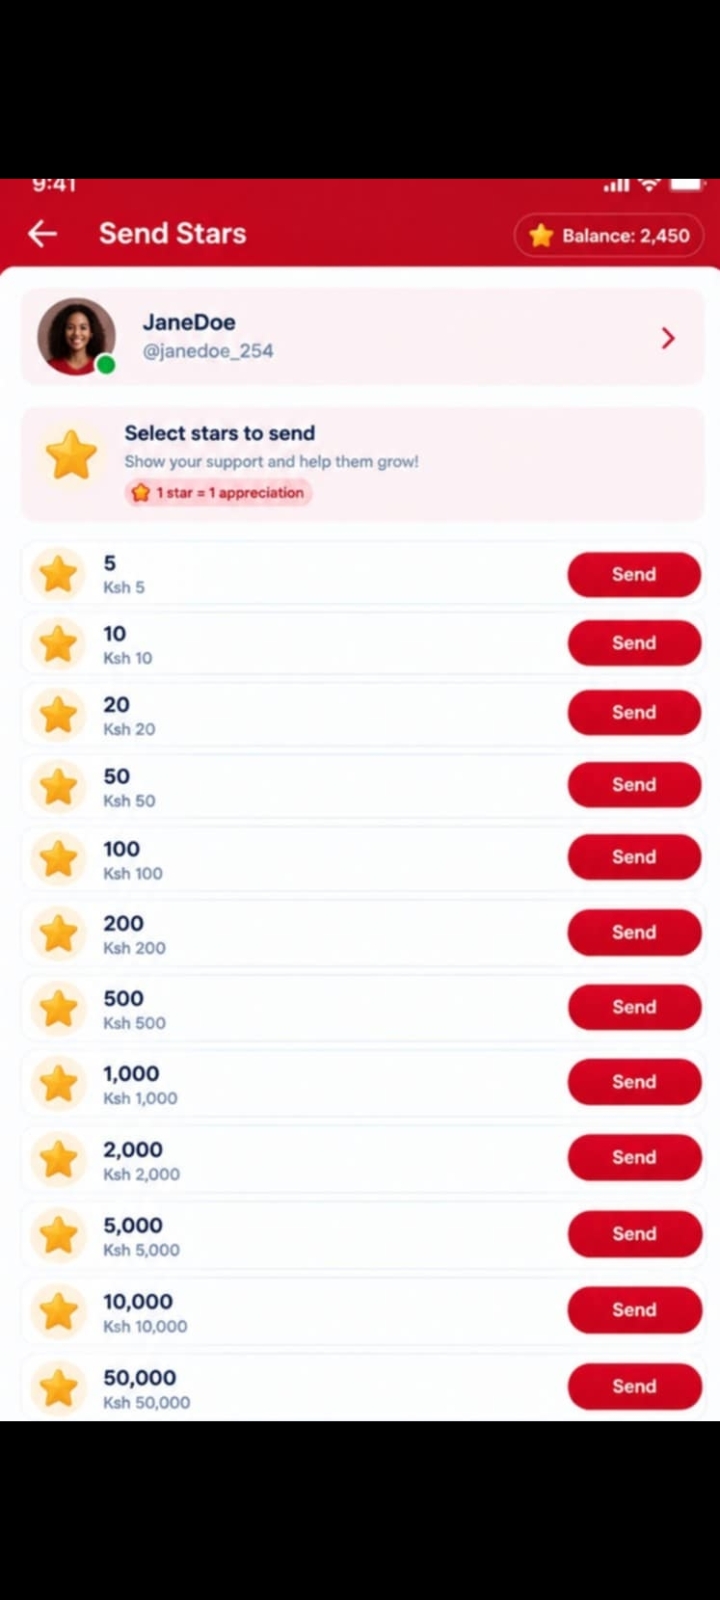 9:41
Send Stars
Balance: 2,450
JaneDoe
@janedoe_254
Select stars to send
Show your support and help them grow!
1 star = 1 appreciation
5
Ksh 5
Send
10
Ksh 10
Send
20
Ksh 20
Send
50
Ksh 50
Send
100
Ksh 100
Send
200
Ksh 200
Send
500
Ksh 500
Send
1,000
Ksh 1,000
Send
2,000
Ksh 2,000
Send
5,000
Ksh 5,000
Send
10,000
Ksh 10,000
Send
50,000
Ksh 50,000
Send